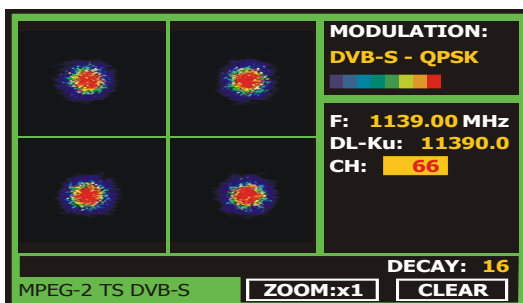 MODULATION:
DVB-S - QPSK
F: 1139.00 MHz
DL-Ku: 11390.0
CH: 66
DECAY: 16
MPEG-2 TS DVB-S ZOOM:x1 CLEAR